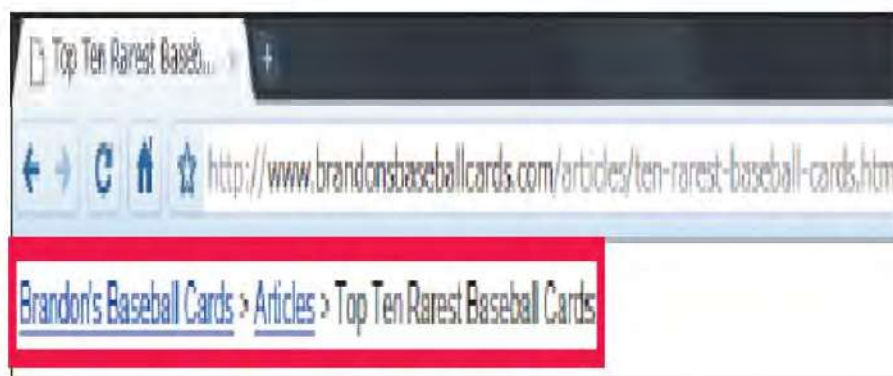 Top Ten Rarest Baseb...
http://www.brandonsbaseballcards.com/articles/ten-rarest-baseball-cards.htm
Brandon's Baseball Cards > Articles > Top Ten Rarest Baseball Cards